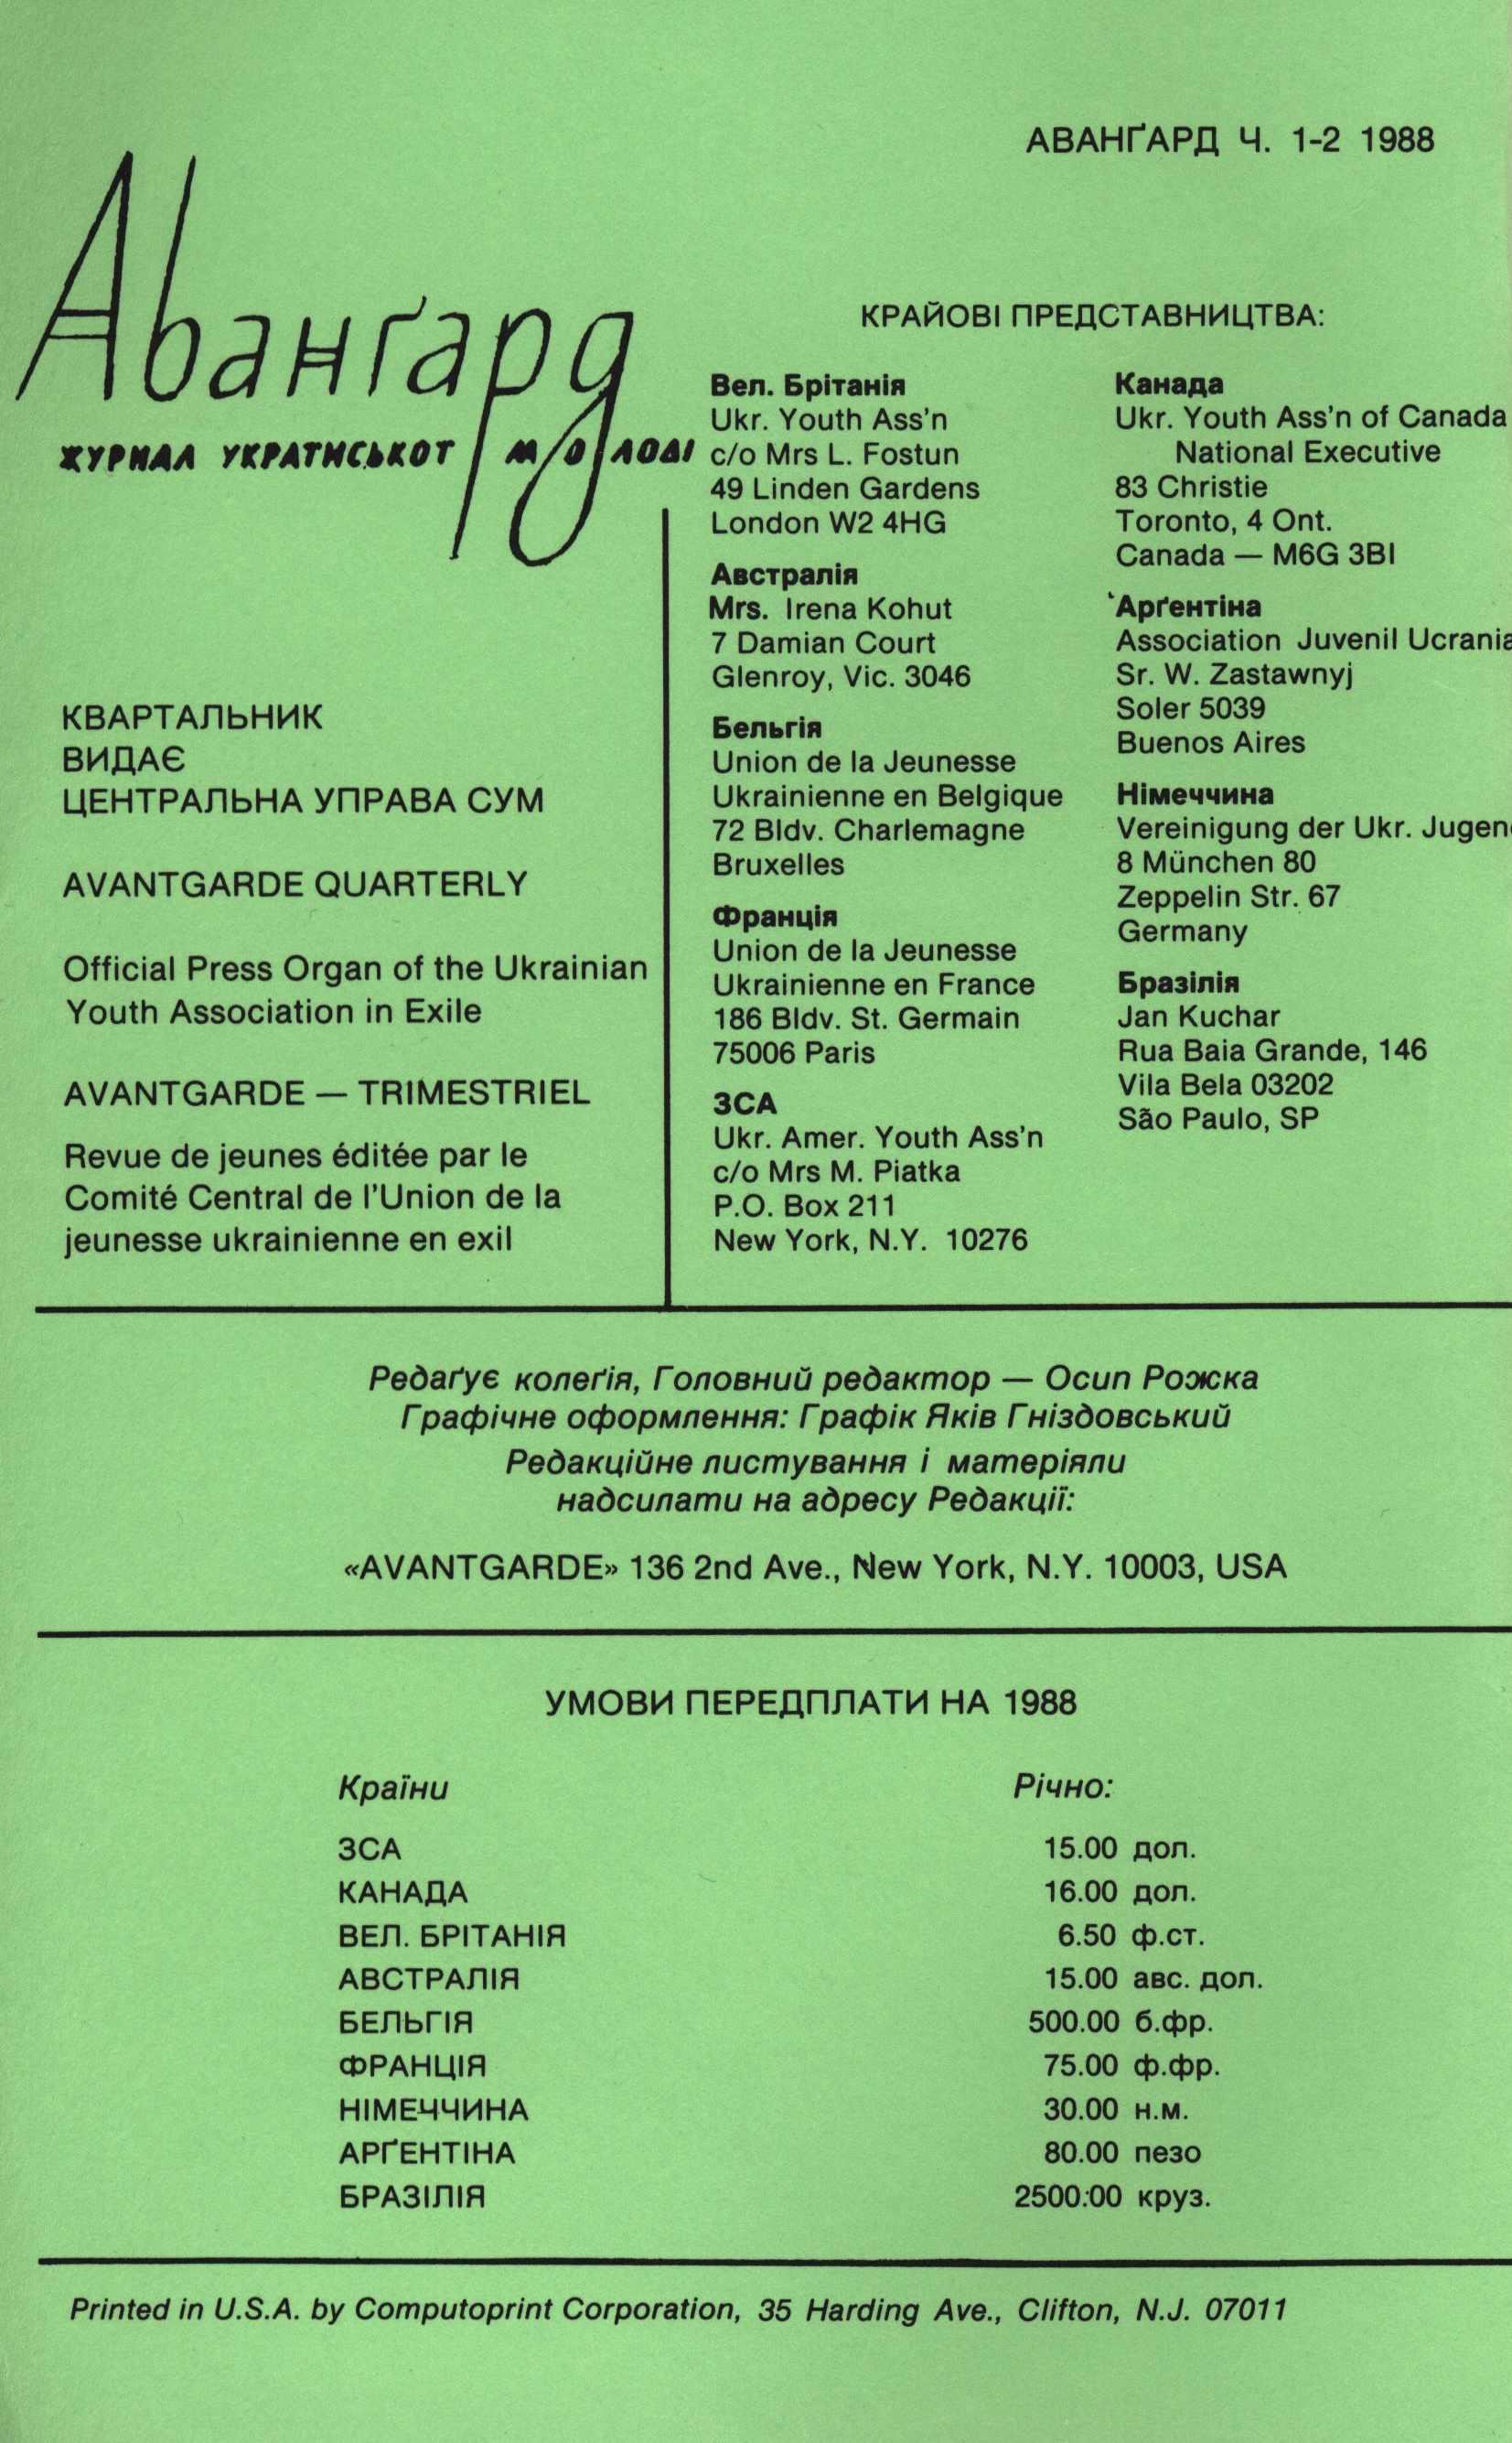 АВАНҐАРД Ч. 1-2 1988
Аванґард
ЖУРНАЛ УКРАЇНСЬКОЇ МОЛОДІ
КВАРТАЛЬНИК
ВИДАЄ
ЦЕНТРАЛЬНА УПРАВА СУМ
AVANTGARDE QUARTERLY
Official Press Organ of the Ukrainian
Youth Association in Exile
AVANTGARDE — TRIMESTRIEL
Revue de jeunes éditée par le
Comité Central de l'Union de la
jeunesse ukrainienne en exil
КРАЙОВІ ПРЕДСТАВНИЦТВА:
Вел. Брітанія
Ukr. Youth Ass'n
c/o Mrs L. Fostun
49 Linden Gardens
London W2 4HG
Австралія
Mrs. Irena Kohut
7 Damian Court
Glenroy, Vic. 3046
Бельгія
Union de la Jeunesse
Ukrainienne en Belgique
72 Bldv. Charlemagne
Bruxelles
Франція
Union de la Jeunesse
Ukrainienne en France
186 Bldv. St. Germain
75006 Paris
ЗСА
Ukr. Amer. Youth Ass'n
c/o Mrs M. Piatka
P.O. Box 211
New York, N.Y. 10276
Канада
Ukr. Youth Ass'n of Canada
National Executive
83 Christie
Toronto, 4 Ont.
Canada — M6G 3BI
Арґентіна
Association Juvenil Ucrania
Sr. W. Zastawnyj
Soler 5039
Buenos Aires
Німеччина
Vereinigung der Ukr. Jugen
8 München 80
Zeppelin Str. 67
Germany
Бразілія
Jan Kuchar
Rua Baia Grande, 146
Vila Bela 03202
São Paulo, SP
Редаґує колеґія, Головний редактор — Осип Рожка
Графічне оформлення: Графік Яків Гніздовський
Редакційне листування і матеріяли
надсилати на адресу Редакції:
«AVANTGARDE» 136 2nd Ave., New York, N.Y. 10003, USA
УМОВИ ПЕРЕДПЛАТИ НА 1988
Країни Річно:
ЗСА 15.00 дол.
КАНАДА 16.00 дол.
ВЕЛ. БРІТАНІЯ 6.50 ф.ст.
АВСТРАЛІЯ 15.00 авс. дол.
БЕЛЬГІЯ 500.00 б.фр.
ФРАНЦІЯ 75.00 ф.фр.
НІМЕЧЧИНА 30.00 н.м.
АРҐЕНТІНА 80.00 пезо
БРАЗІЛІЯ 2500:00 круз.
Printed in U.S.A. by Computoprint Corporation, 35 Harding Ave., Clifton, N.J. 07011